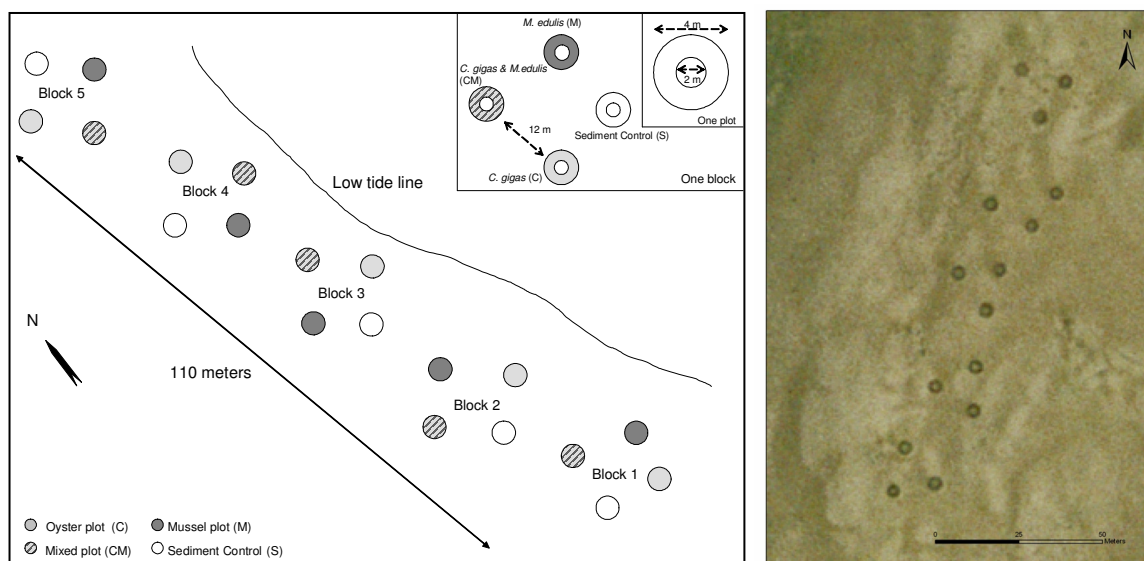 Block 5
Block 4
Low tide line
Block 3
N
110 meters
Block 2
Block 1
Oyster plot (C)
Mussel plot (M)
Mixed plot (CM)
Sediment Control (S)
M. edulis (M)
C. gigas & M.edulis
(CM)
12 m
Sediment Control (S)
C. gigas (C)
One block
4 m
2 m
One plot
N
0 25 50
Meters